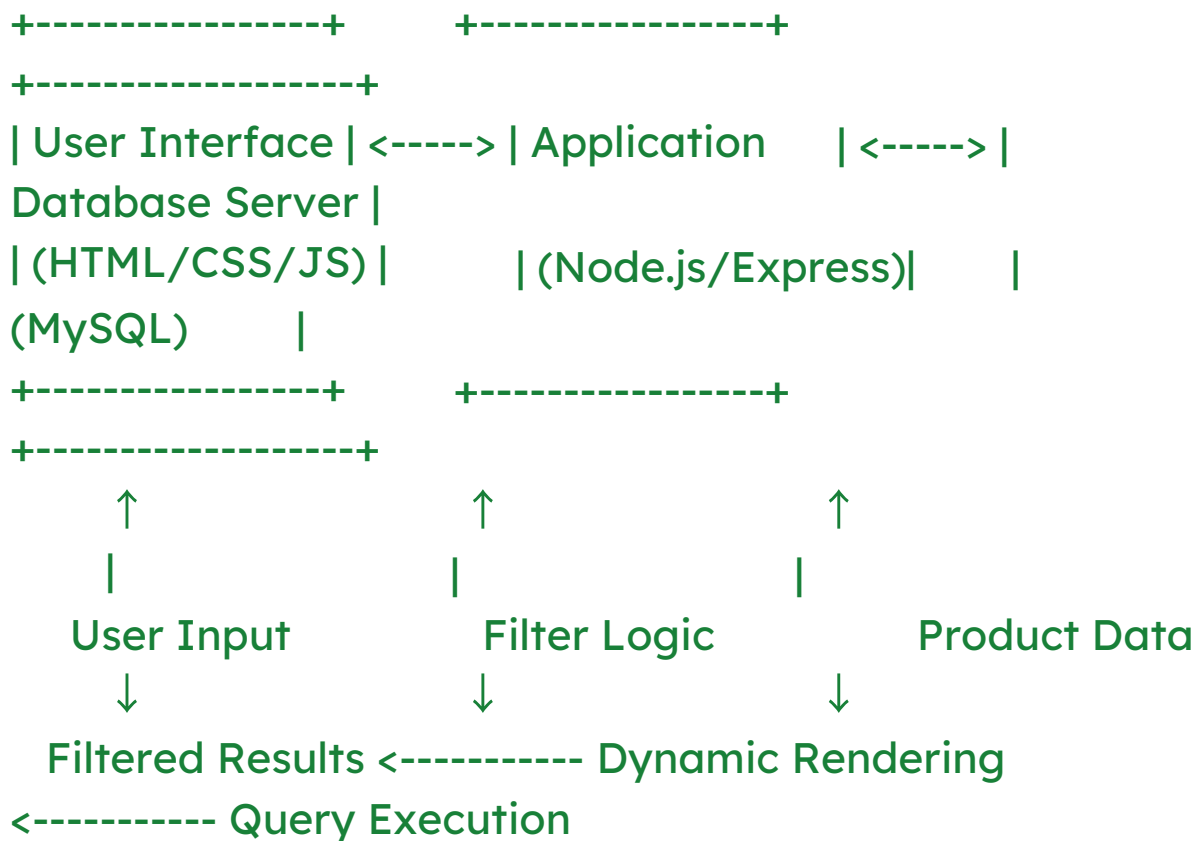 +-----------------+ +-----------------+
+-------------------+
| User Interface | <-----> | Application | <-----> |
Database Server |
| (HTML/CSS/JS) | | (Node.js/Express)| |
(MySQL) |
+-----------------+ +-----------------+
+-------------------+
↑ ↑ ↑
| | |
User Input Filter Logic Product Data
↓ ↓ ↓
Filtered Results <----------- Dynamic Rendering
<----------- Query Execution